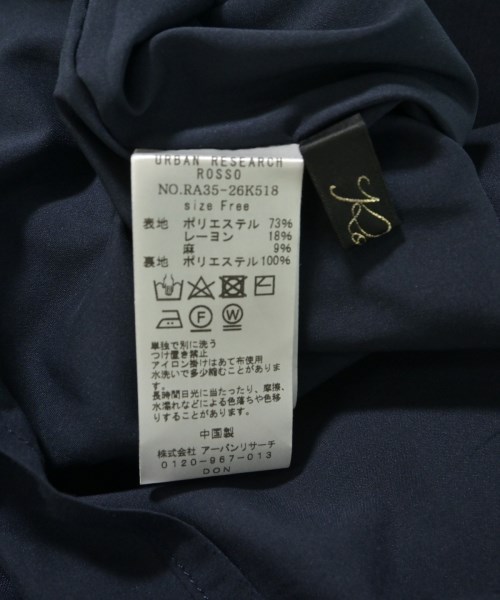 URBAN RESEARCH
ROSSO
NO.RA35-26K518
size Free
表地 ポリエステル 73%
レーヨン 18%
麻 9%
裏地 ポリエステル100%
F W
単独で別に洗う
つけ置き禁止
アイロン掛けはあて布使用
水洗いで多少縮むことがありま
す。
長時間日光に当たったり、摩擦、
水濡れなどによる色落ちや色移
りすることがあります。
中国製
株式会社 アーバンリサーチ
0120-967-013
DON